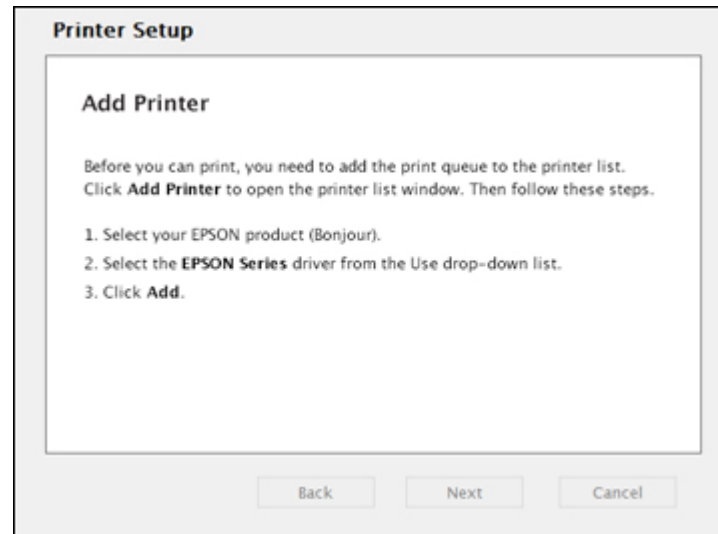 Printer Setup
Add Printer
Before you can print, you need to add the print queue to the printer list.
Click Add Printer to open the printer list window. Then follow these steps.
1. Select your EPSON product (Bonjour).
2. Select the EPSON Series driver from the Use drop-down list.
3. Click Add.
Back Next Cancel